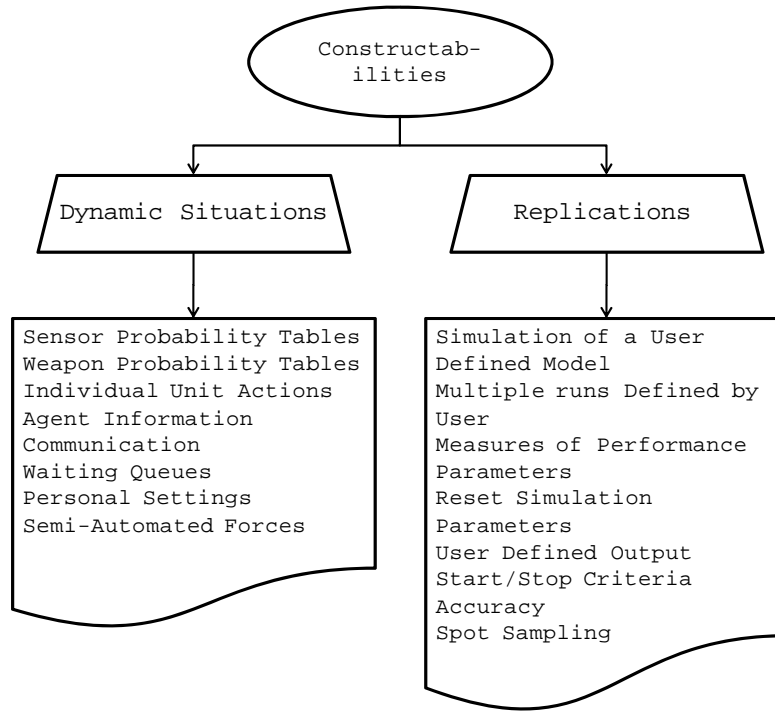 Constructab-
ilities
Dynamic Situations
Replications
Sensor Probability Tables
Weapon Probability Tables
Individual Unit Actions
Agent Information
Communication
Waiting Queues
Personal Settings
Semi-Automated Forces
Simulation of a User
Defined Model
Multiple runs Defined by
User
Measures of Performance
Parameters
Reset Simulation
Parameters
User Defined Output
Start/Stop Criteria
Accuracy
Spot Sampling